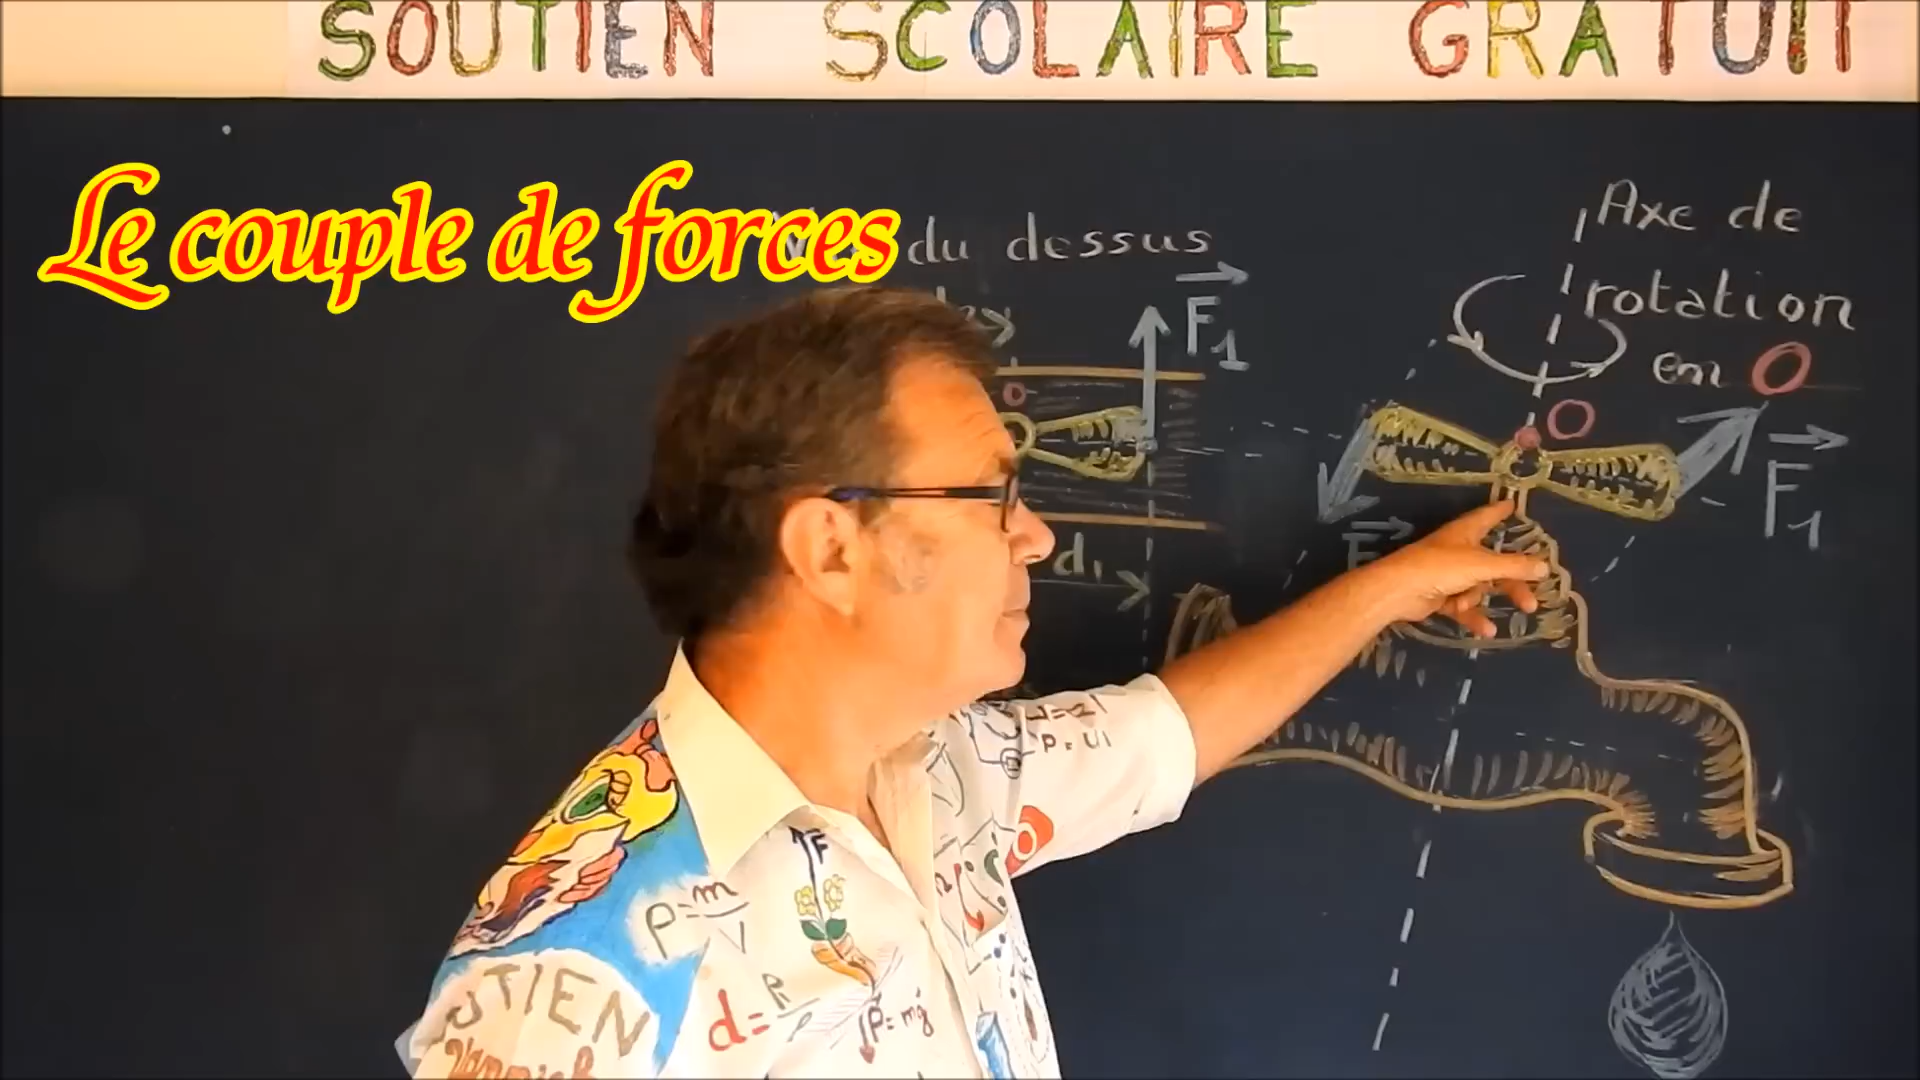 SOUTIEN SCOLAIRE GRATUIT
Le couple de forces
du dessus
Axe de
rotation
en O
F1
O
O
F1
F
d1
P = UI
F
ρ = m/V
d =
P = mg